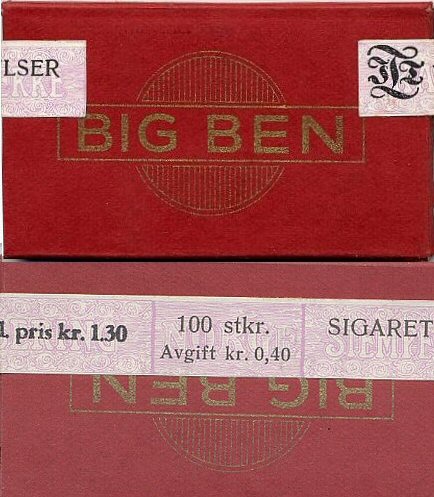 LSER
BIG BEN
pris kr. 1.30
100 stkr.
Avgift kr. 0,40
SIGARET
BIG BEN